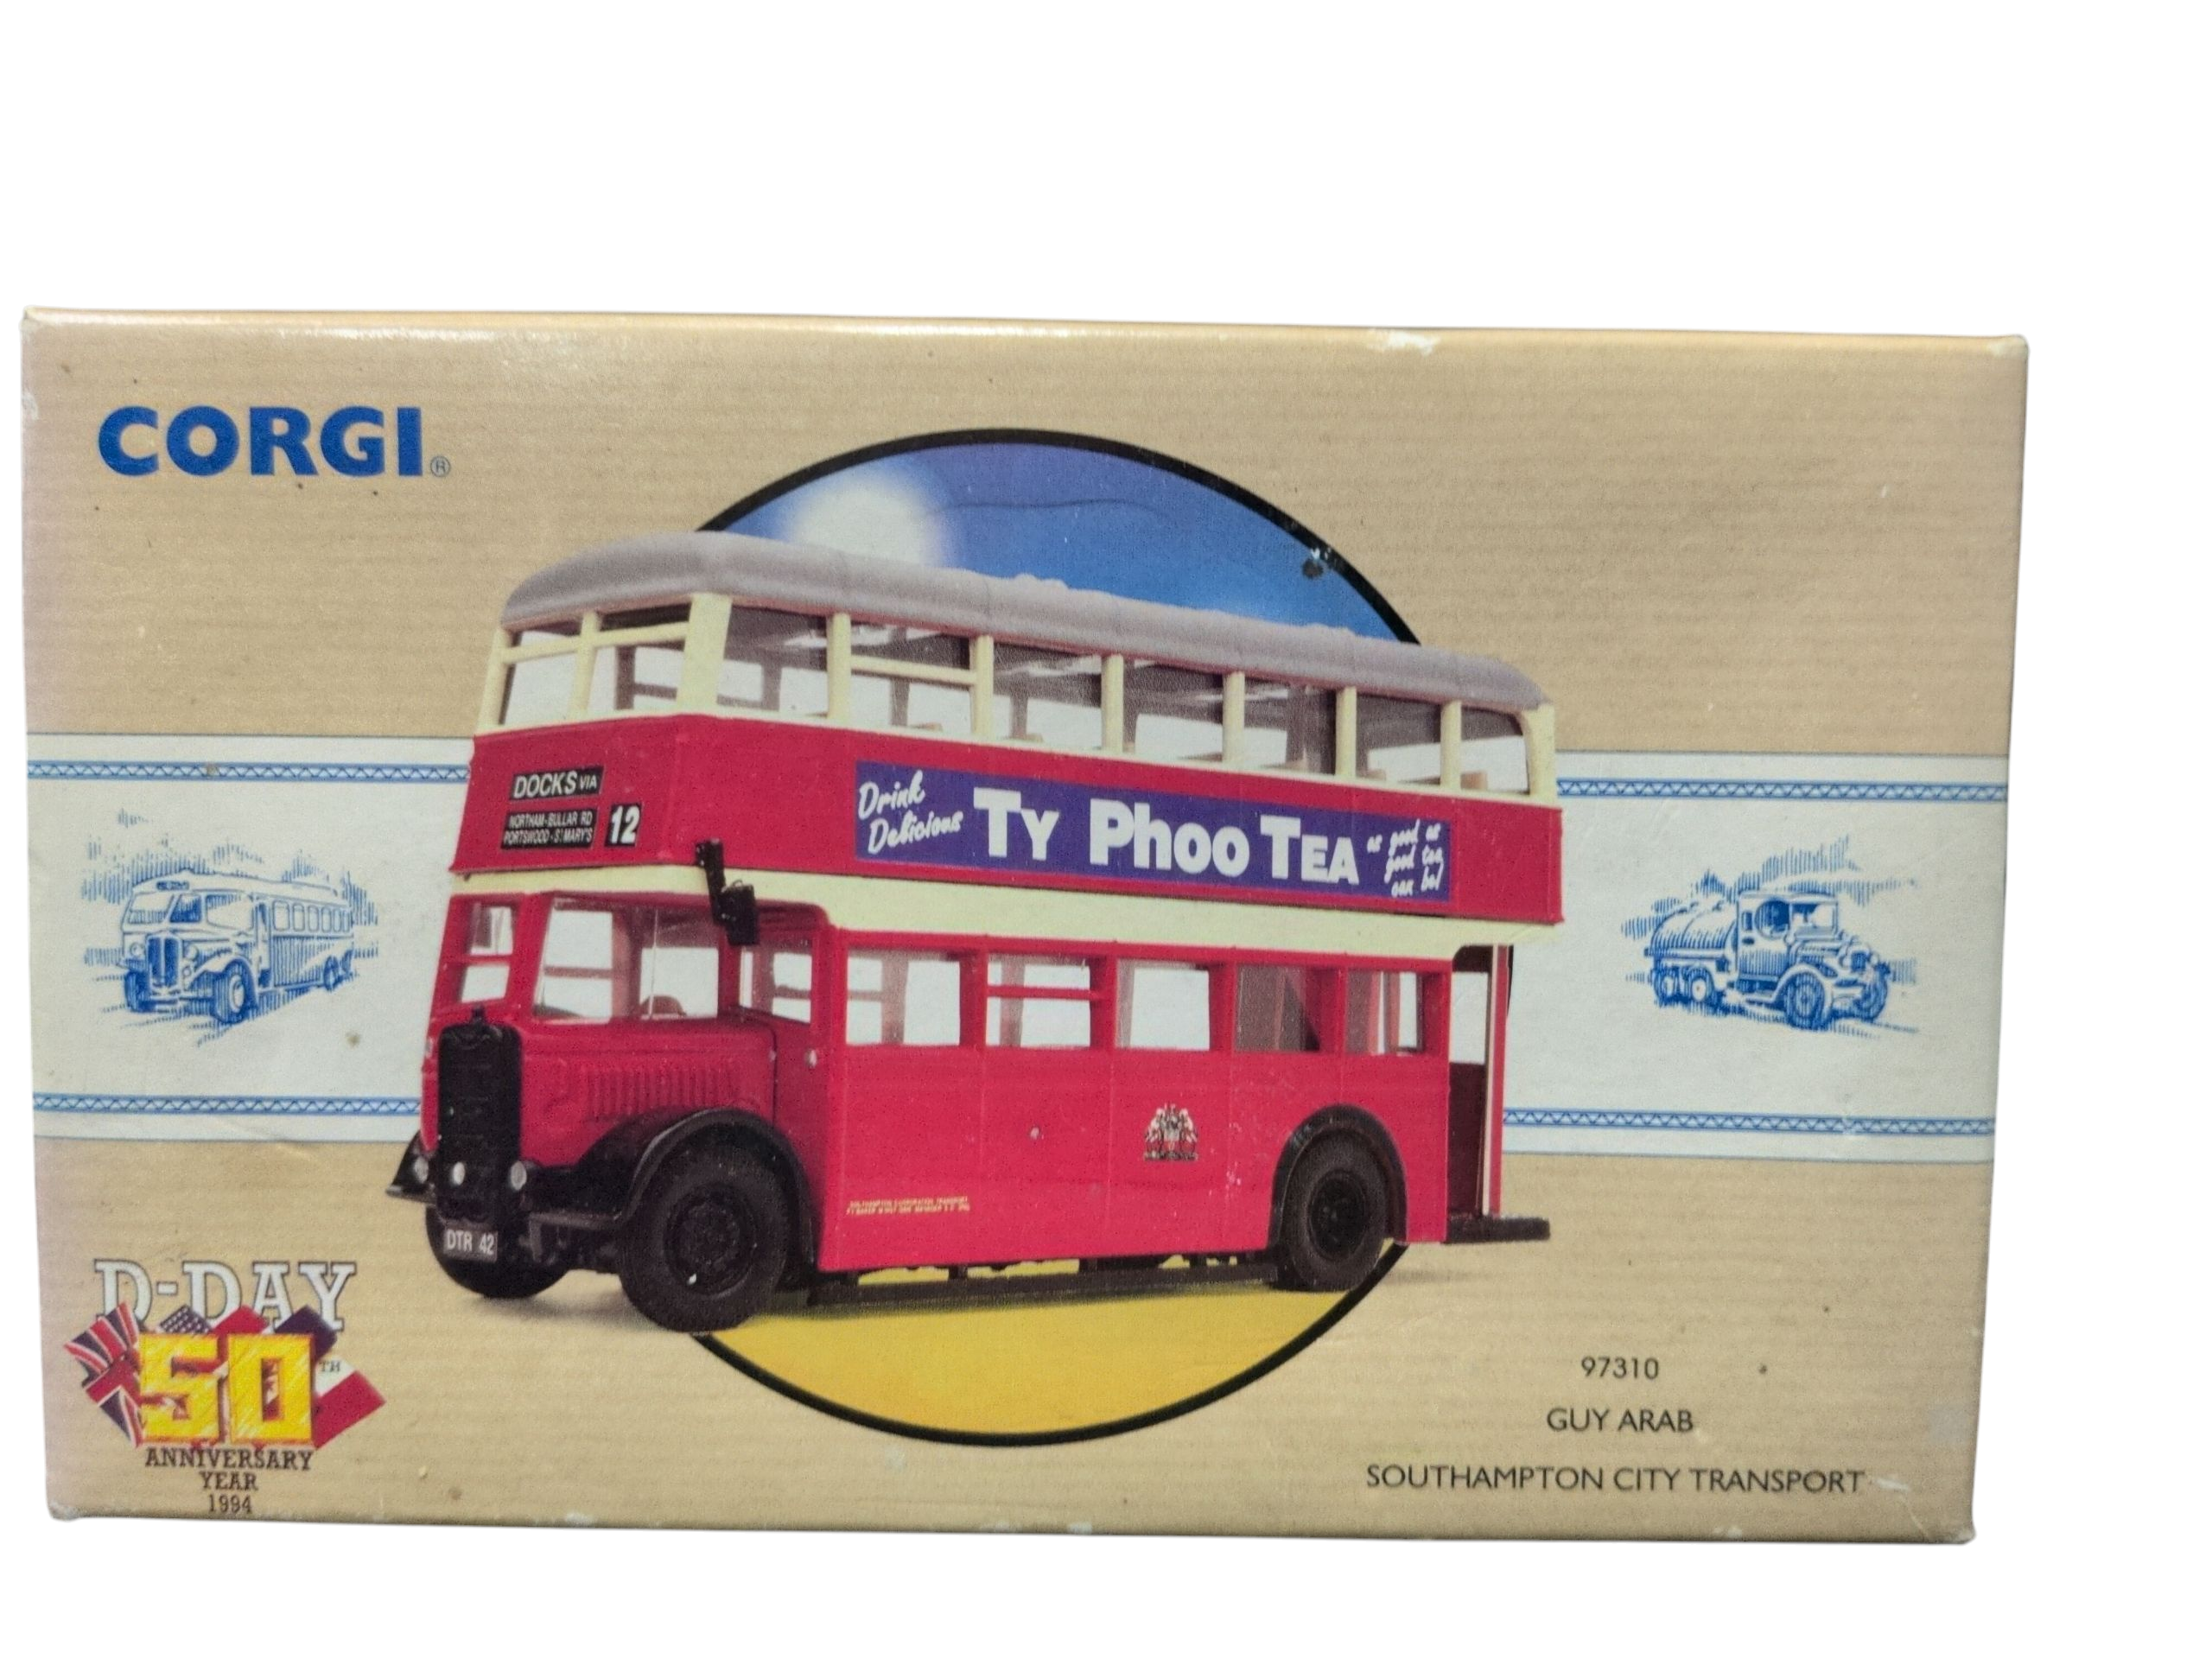 CORGI®
DOCKS VIA
NORTHAM-BULLAR RD
PORTSWOOD-ST MARY'S
12
Drink
Delicious
TY PHOO TEA
as good as
good tea
can be!
DTR 42
D-DAY
50TH
ANNIVERSARY
YEAR
1994
97310
GUY ARAB
SOUTHAMPTON CITY TRANSPORT